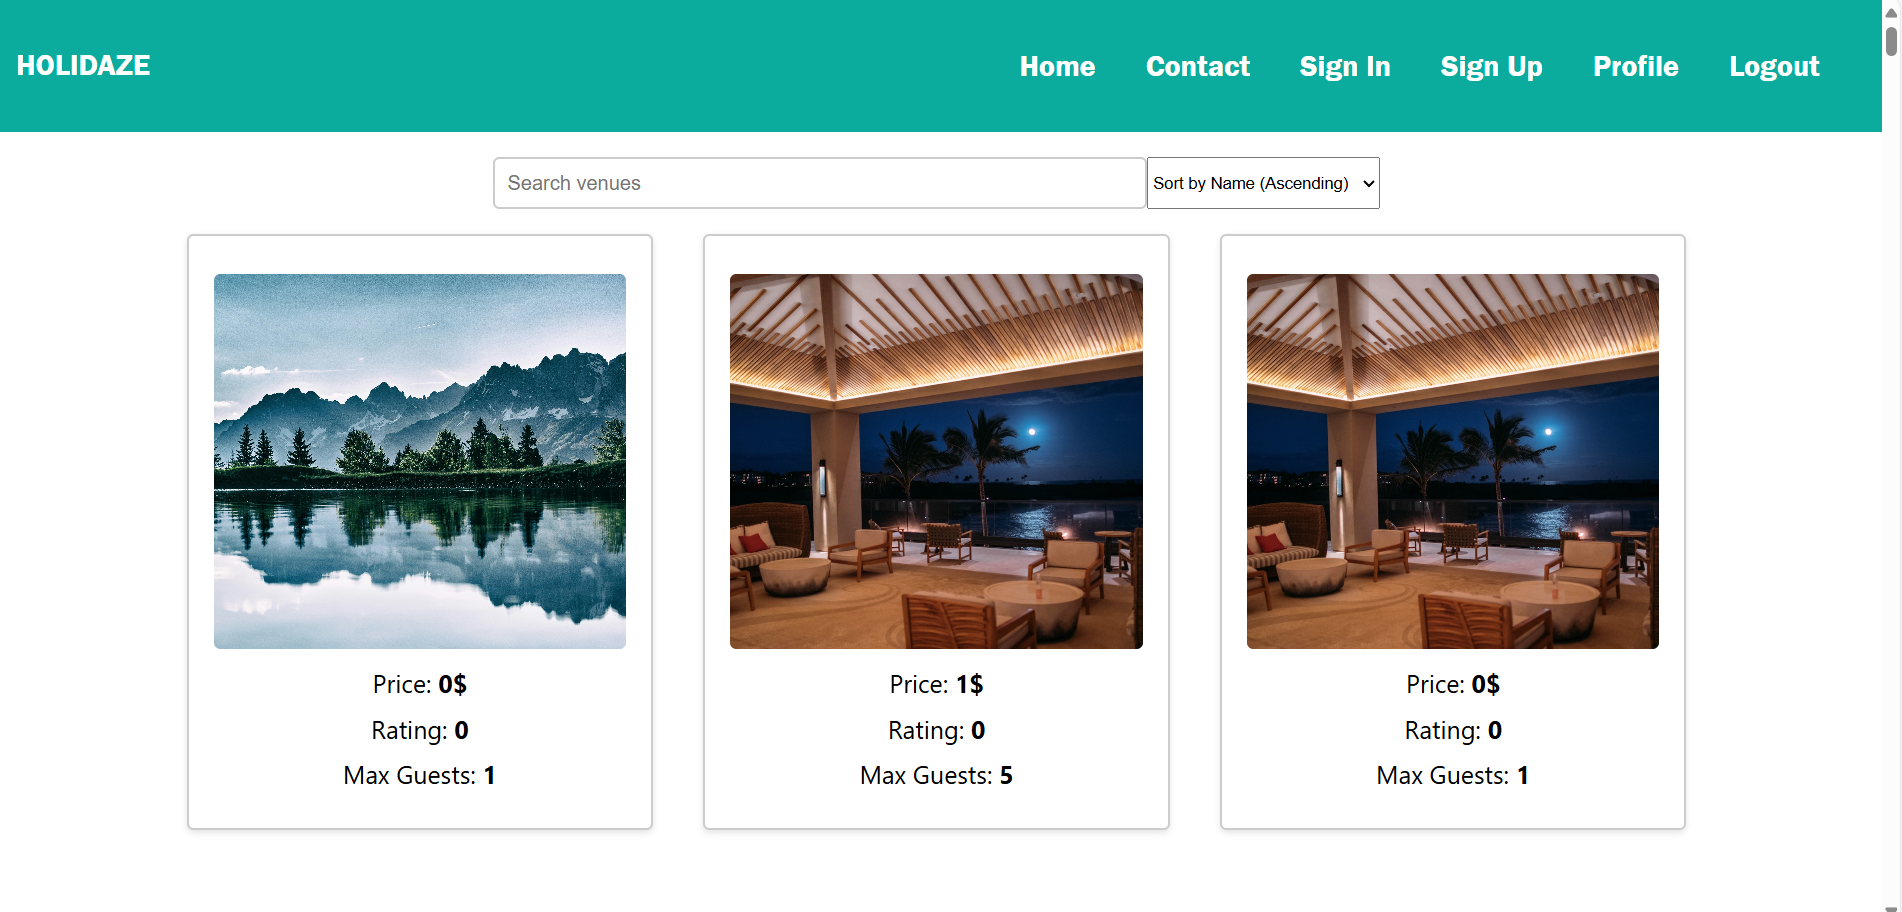 HOLIDAZE Home Contact Sign In Sign Up Profile Logout
Search venues Sort by Name (Ascending)
Price: 0$
Rating: 0
Max Guests: 1
Price: 1$
Rating: 0
Max Guests: 5
Price: 0$
Rating: 0
Max Guests: 1